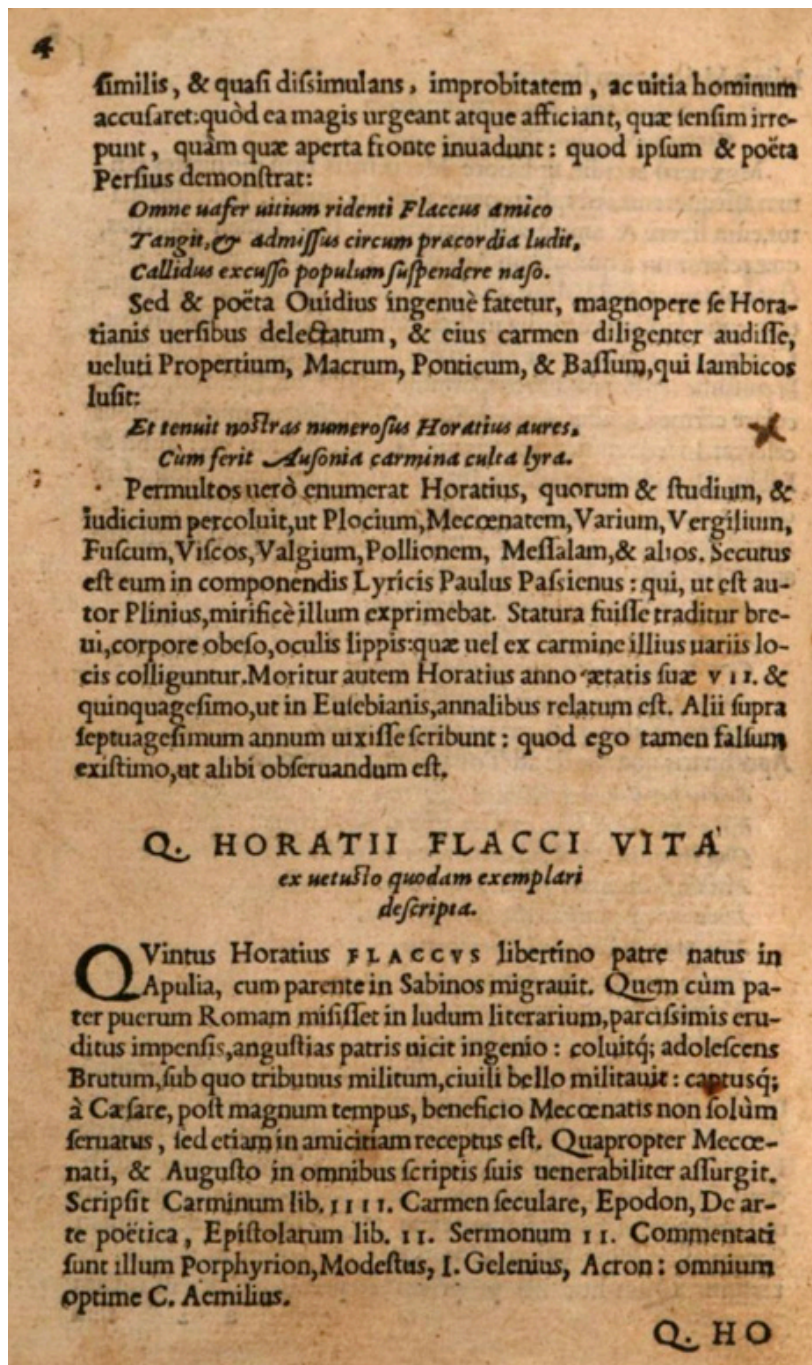 4
similis, & quasi dissimulans, improbitatem, ac uitia hominum
accusaret:quòd ea magis urgeant atque afficiant, quæ sensim irre-
punt, quàm quæ aperta fronte inuadunt: quod ipsum & poëta
Persius demonstrat:
Omne uafer uitium ridenti Flaccus amico
Tangit,& admissus circum præcordia ludit,
Callidus excusso populum suspendere naso.
Sed & poëta Ouidius ingenuè fatetur, magnopere se Hora-
tianis uersibus delectatum, & eius carmen diligenter audisse,
ueluti Propertium, Macrum, Ponticum, & Bassum,qui Iambicos
lusit:
Et tenuit nostras numerosus Horatius aures,
Cùm ferit Ausonia carmina culta lyra.
Permultos uerò enumerat Horatius, quorum & studium, &
iudicium percoluit,ut Plocium,Mecœnatem,Varium,Vergilium,
Fuscum,Viscos,Valgium,Pollionem, Messalam,& alios. Secutus
est eum in componendis Lyricis Paulus Passienus : qui, ut est au-
tor Plinius,mirificè illum exprimebat. Statura fuisse traditur bre-
ui,corpore obeso,oculis lippis:quæ uel ex carmine illius uariis lo-
cis colliguntur.Moritur autem Horatius anno ætatis suæ VII. &
quinquagesimo,ut in Eusebianis,annalibus relatum est. Alii supra
septuagesimum annum uixisse scribunt : quod ego tamen falsum
existimo,ut alibi obseruandum est.
Q. HORATII FLACCI VITA
ex uetusto quodam exemplari
descripta.
QVintus Horatius FLACCVS libertino patre natus in
Apulia, cum parente in Sabinos migrauit. Quem cùm pa-
ter puerum Romam misisset in ludum literarium,parcissimis eru-
ditus impensis,angustias patris uicit ingenio : coluitq́; adolescens
Brutum,sub quo tribunus militum,ciuili bello militauit : captusq́;
à Cæsare, post magnum tempus, beneficio Mecœnatis non solùm
seruatus, sed etiam in amicitiam receptus est. Quapropter Mecœ-
nati, & Augusto in omnibus scriptis suis uenerabiliter assurgit.
Scripsit Carminum lib. IIII. Carmen seculare, Epodon, De ar-
te poëtica, Epistolarum lib. II. Sermonum II. Commentati
sunt illum Porphyrion,Modestus, I. Gelenius, Acron : omnium
optime C. Aemilius.
Q. HO